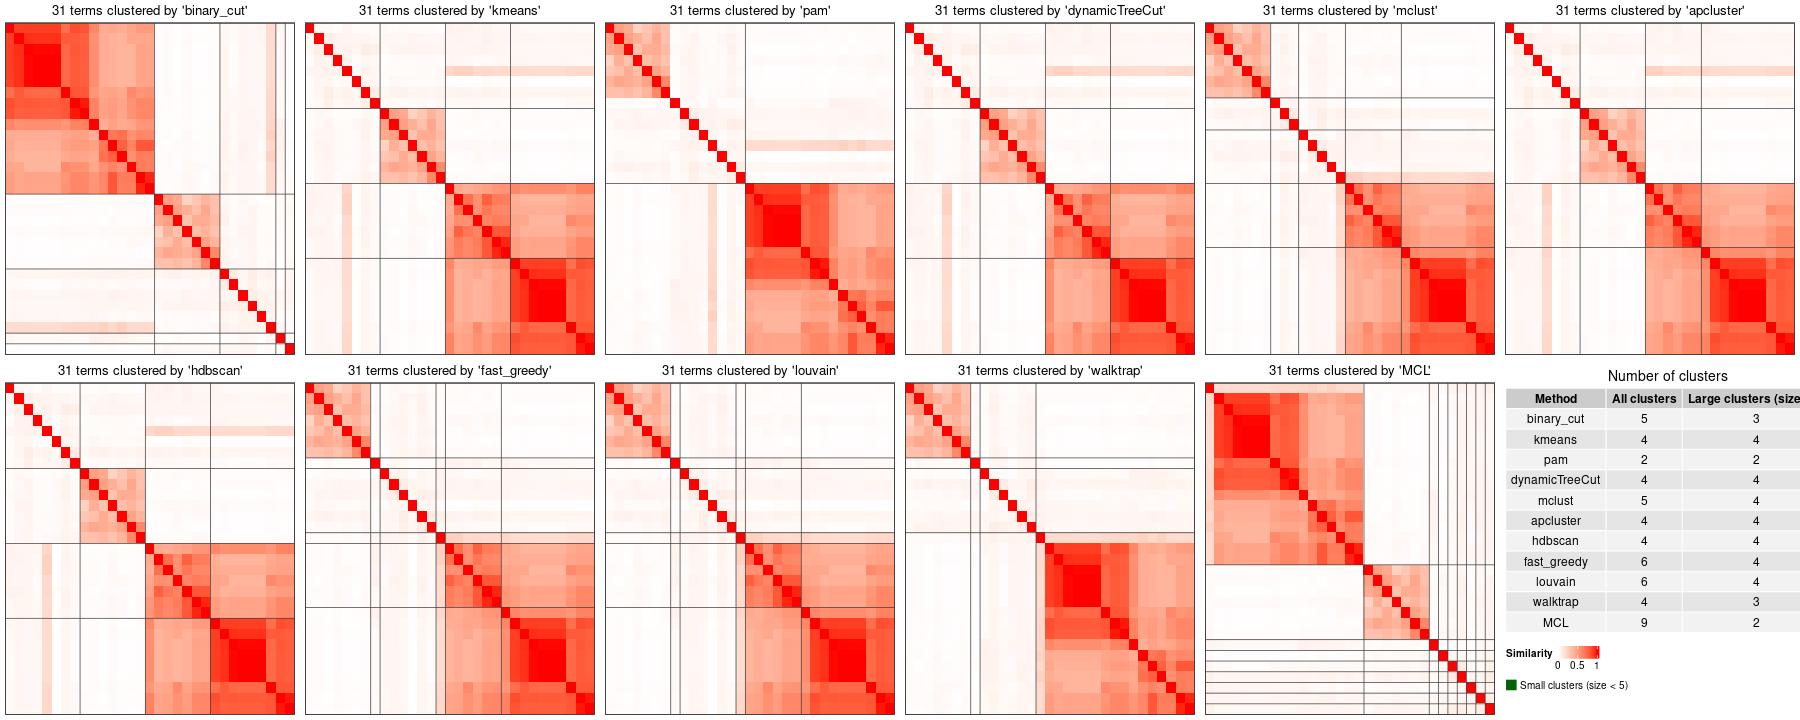 31 terms clustered by 'binary_cut'
31 terms clustered by 'kmeans'
31 terms clustered by 'pam'
31 terms clustered by 'dynamicTreeCut'
31 terms clustered by 'mclust'
31 terms clustered by 'apcluster'
31 terms clustered by 'hdbscan'
31 terms clustered by 'fast_greedy'
31 terms clustered by 'louvain'
31 terms clustered by 'walktrap'
31 terms clustered by 'MCL'
Number of clusters
Method All clusters Large clusters (size
binary_cut 5 3
kmeans 4 4
pam 2 2
dynamicTreeCut 4 4
mclust 5 4
apcluster 4 4
hdbscan 4 4
fast_greedy 6 4
louvain 6 4
walktrap 4 3
MCL 9 2
Similarity
0 0.5 1
Small clusters (size < 5)